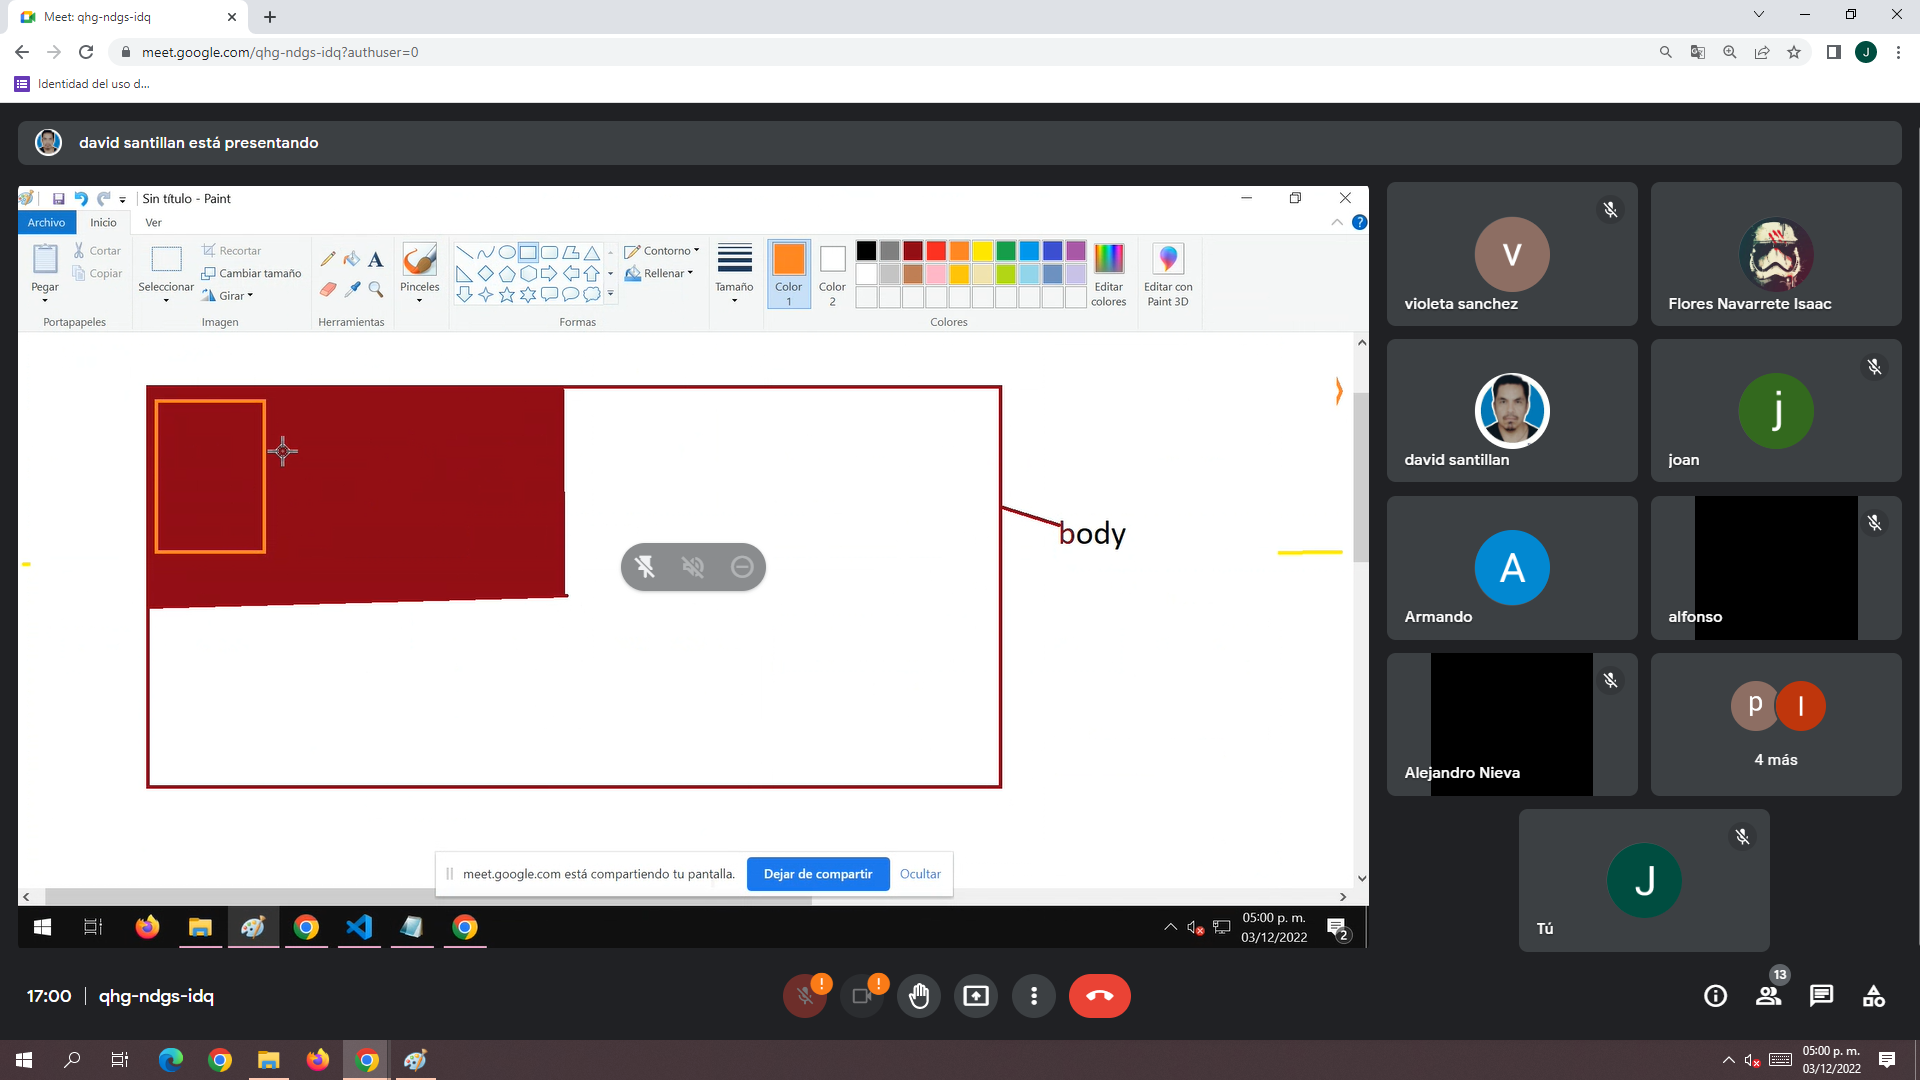 Meet: qhg-ndgs-idq
meet.google.com/qhg-ndgs-idq?authuser=0
J
Identidad del uso d...
david santillan está presentando
Sin título - Paint
Archivo
Inicio
Ver
Pegar
Cortar
Copiar
Portapapeles
Seleccionar
Recortar
Cambiar tamaño
Girar
Imagen
A
Herramientas
Pinceles
Formas
Contorno
Rellenar
Tamaño
Color
1
Color
2
Colores
Editar
colores
Editar con
Paint 3D
body
meet.google.com está compartiendo tu pantalla.
Dejar de compartir
Ocultar
05:00 p. m.
03/12/2022
2
v
violeta sanchez
Flores Navarrete Isaac
david santillan
j
joan
A
Armando
alfonso
Alejandro Nieva
p
I
4 más
J
Tú
17:00
qhg-ndgs-idq
13
05:00 p. m.
03/12/2022